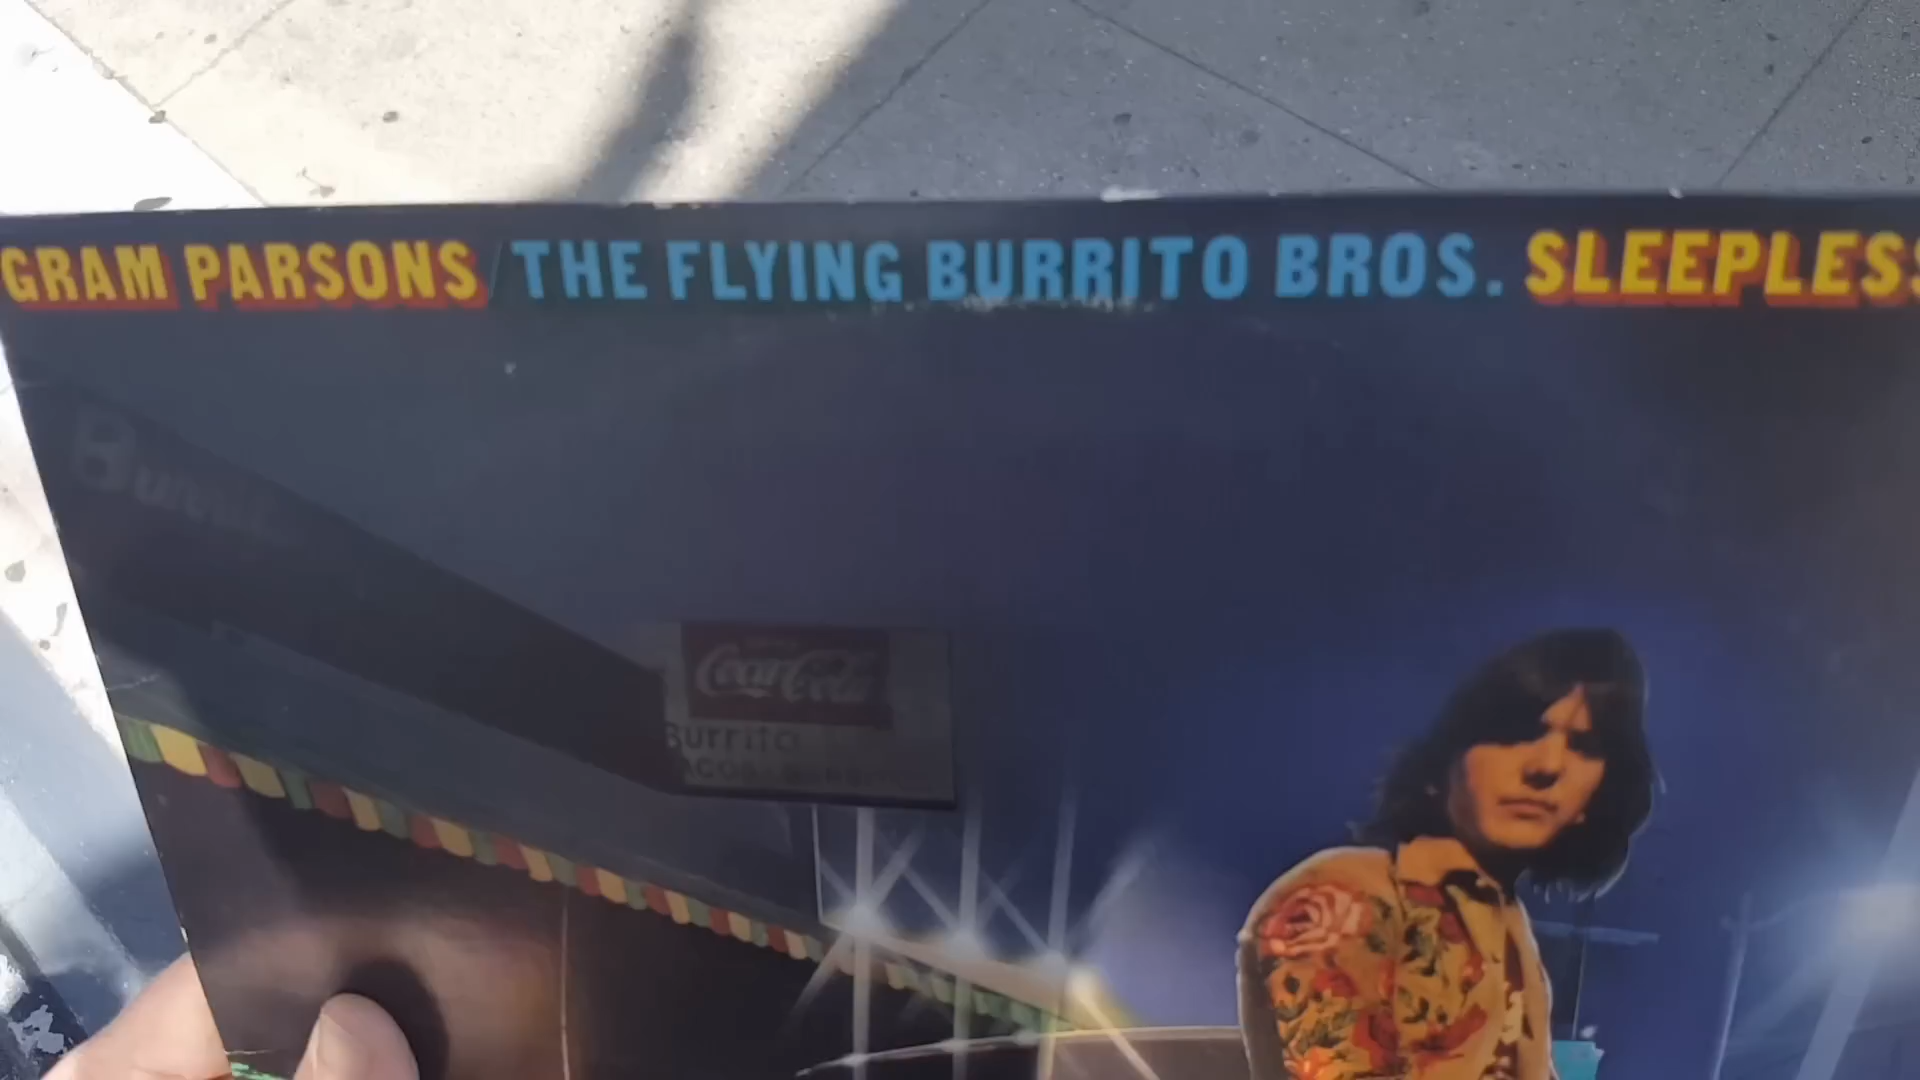 GRAM PARSONS/THE FLYING BURRITO BROS. SLEEPLESS
Coca-Cola
Burrito